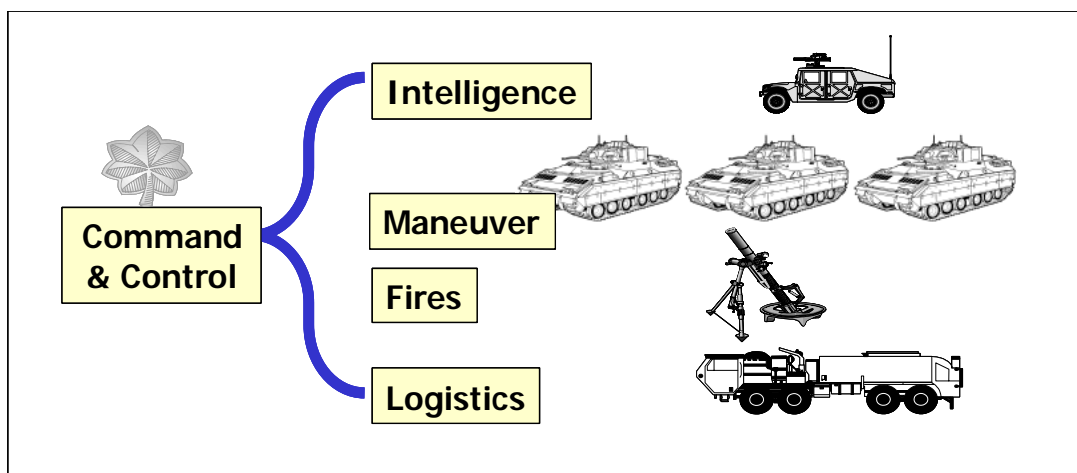 Intelligence
Maneuver
Command
& Control
Fires
Logistics